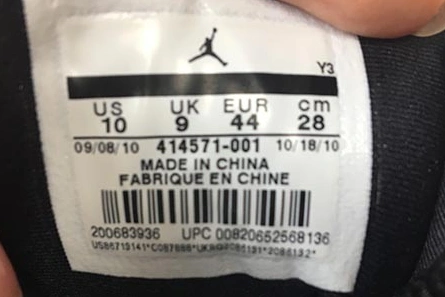 Y3
US UK EUR cm
10 9 44 28
09/08/10 414571-001 10/18/10
MADE IN CHINA
FABRIQUE EN CHINE
200683936 UPC 00820652568136